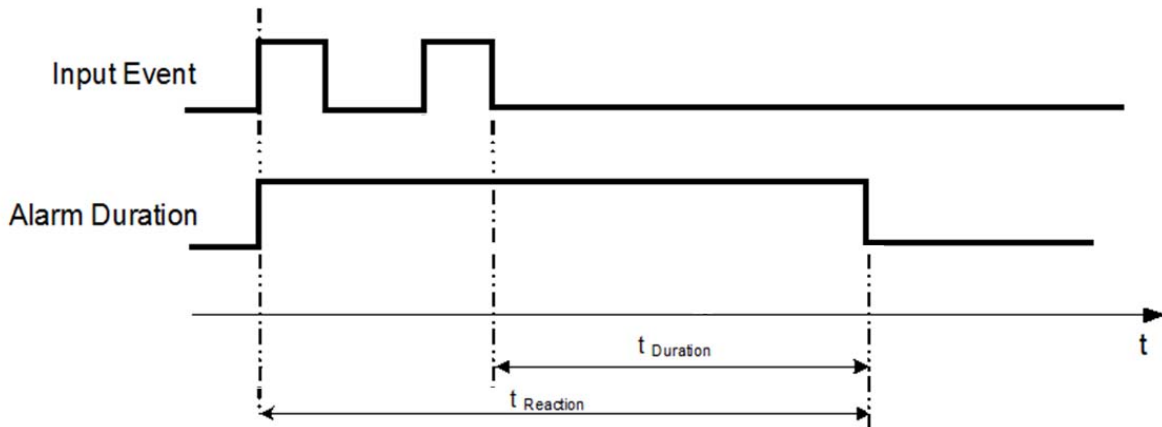 Input Event
Alarm Duration
t
t Duration
t Reaction